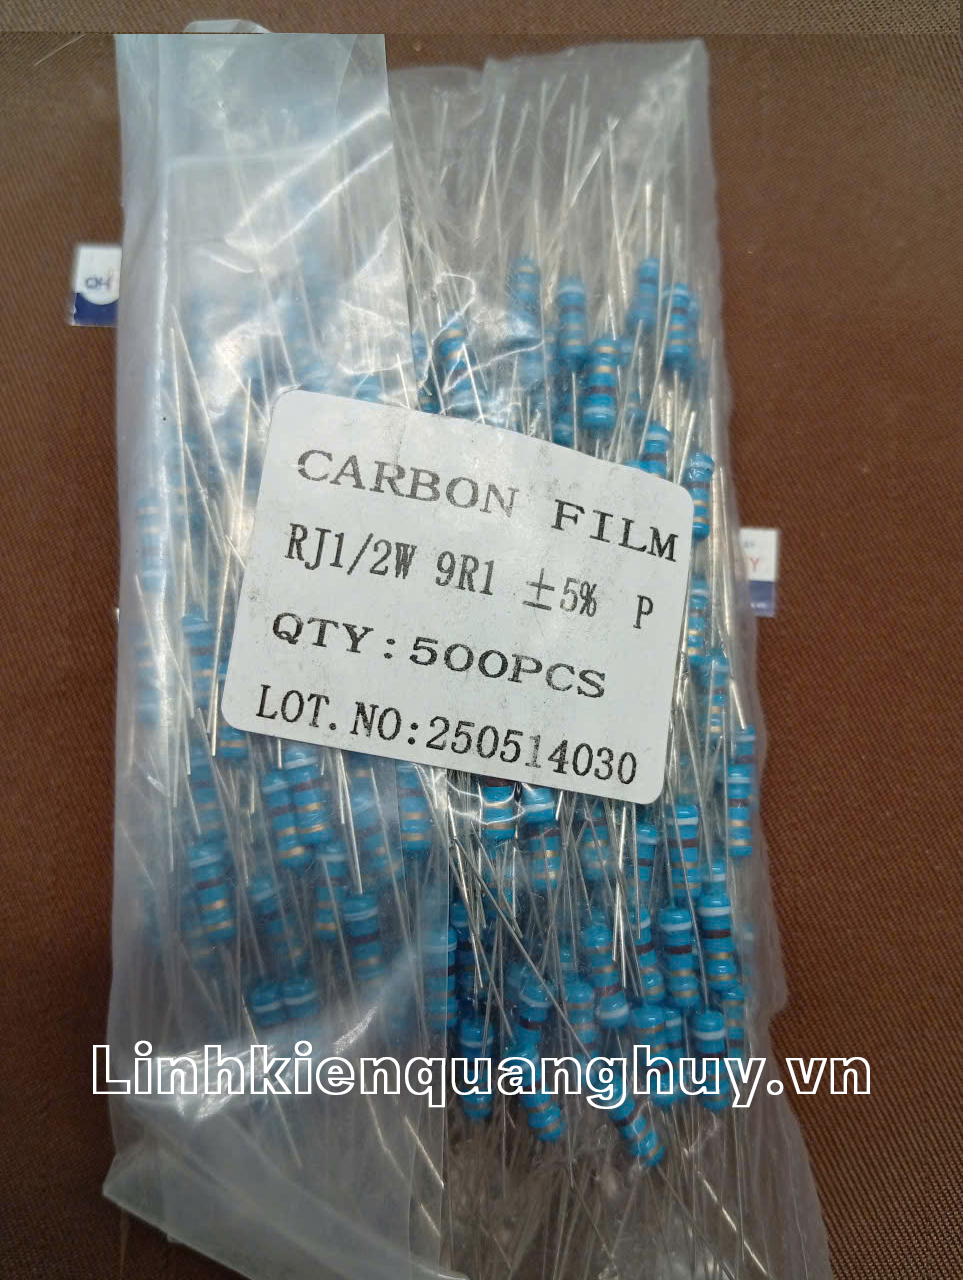 CARBON FILM
RJ1/2W 9R1 ±5% P
QTY:500PCS
LOT.NO:250514030
Linhkienquanghuy.vn